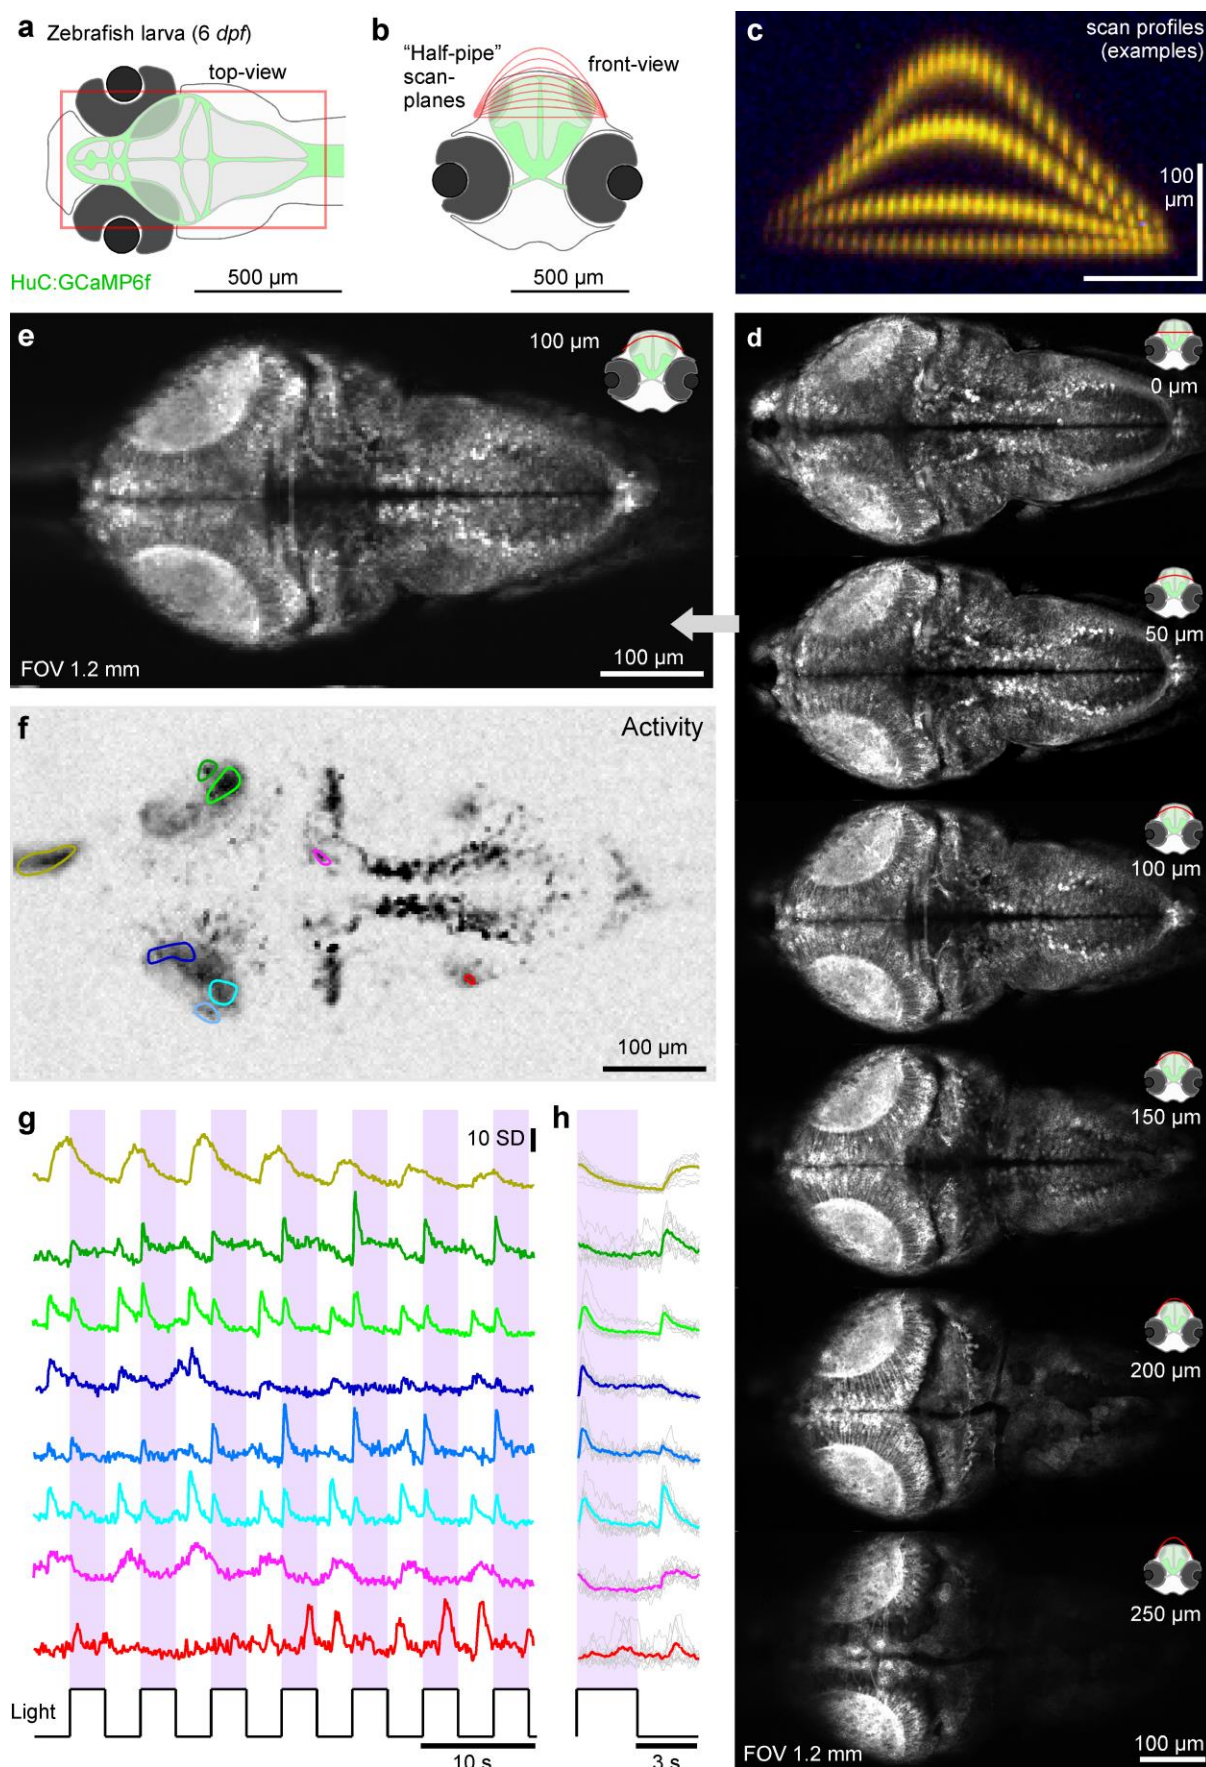 a Zebrafish larva (6 dpf)
top-view
HuC:GCaMP6f
500 µm
b
"Half-pipe"
scan-
planes
front-view
500 µm
c
scan profiles
(examples)
100
µm
e
100 µm
FOV 1.2 mm
100 µm
d
0 µm
50 µm
100 µm
150 µm
200 µm
250 µm
FOV 1.2 mm
100 µm
f
Activity
100 µm
g
10 SD
Light
10 s
h
3 s